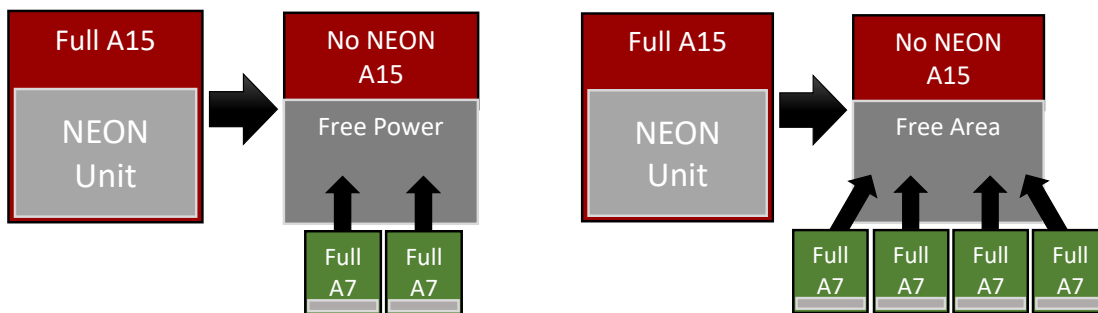 Full A15
NEON
Unit
No NEON
A15
Free Power
Full
A7
Full
A7
Full A15
NEON
Unit
No NEON
A15
Free Area
Full
A7
Full
A7
Full
A7
Full
A7